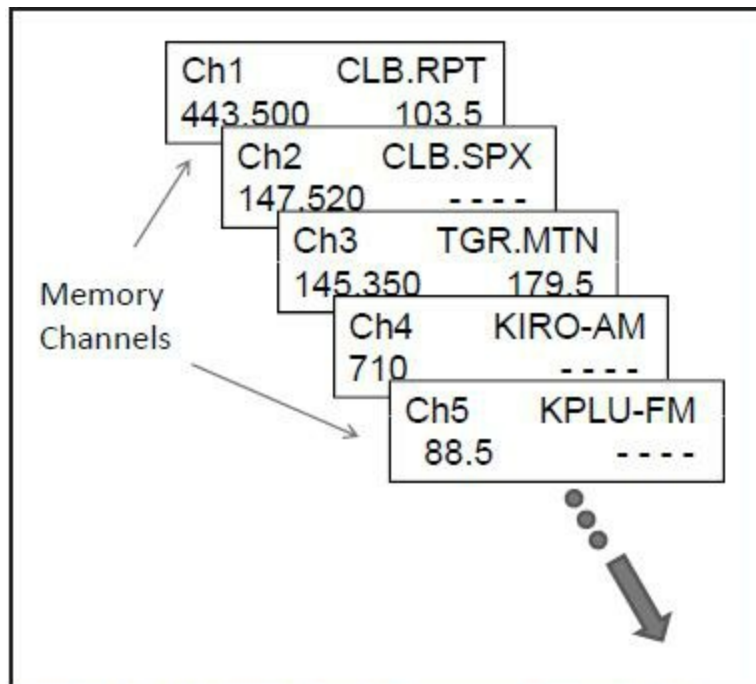 Ch1 CLB.RPT
443.500 103.5
Ch2 CLB.SPX
147.520 ----
Ch3 TGR.MTN
145.350 179.5
Memory
Channels
Ch4 KIRO-AM
710 ----
Ch5 KPLU-FM
88.5 ----